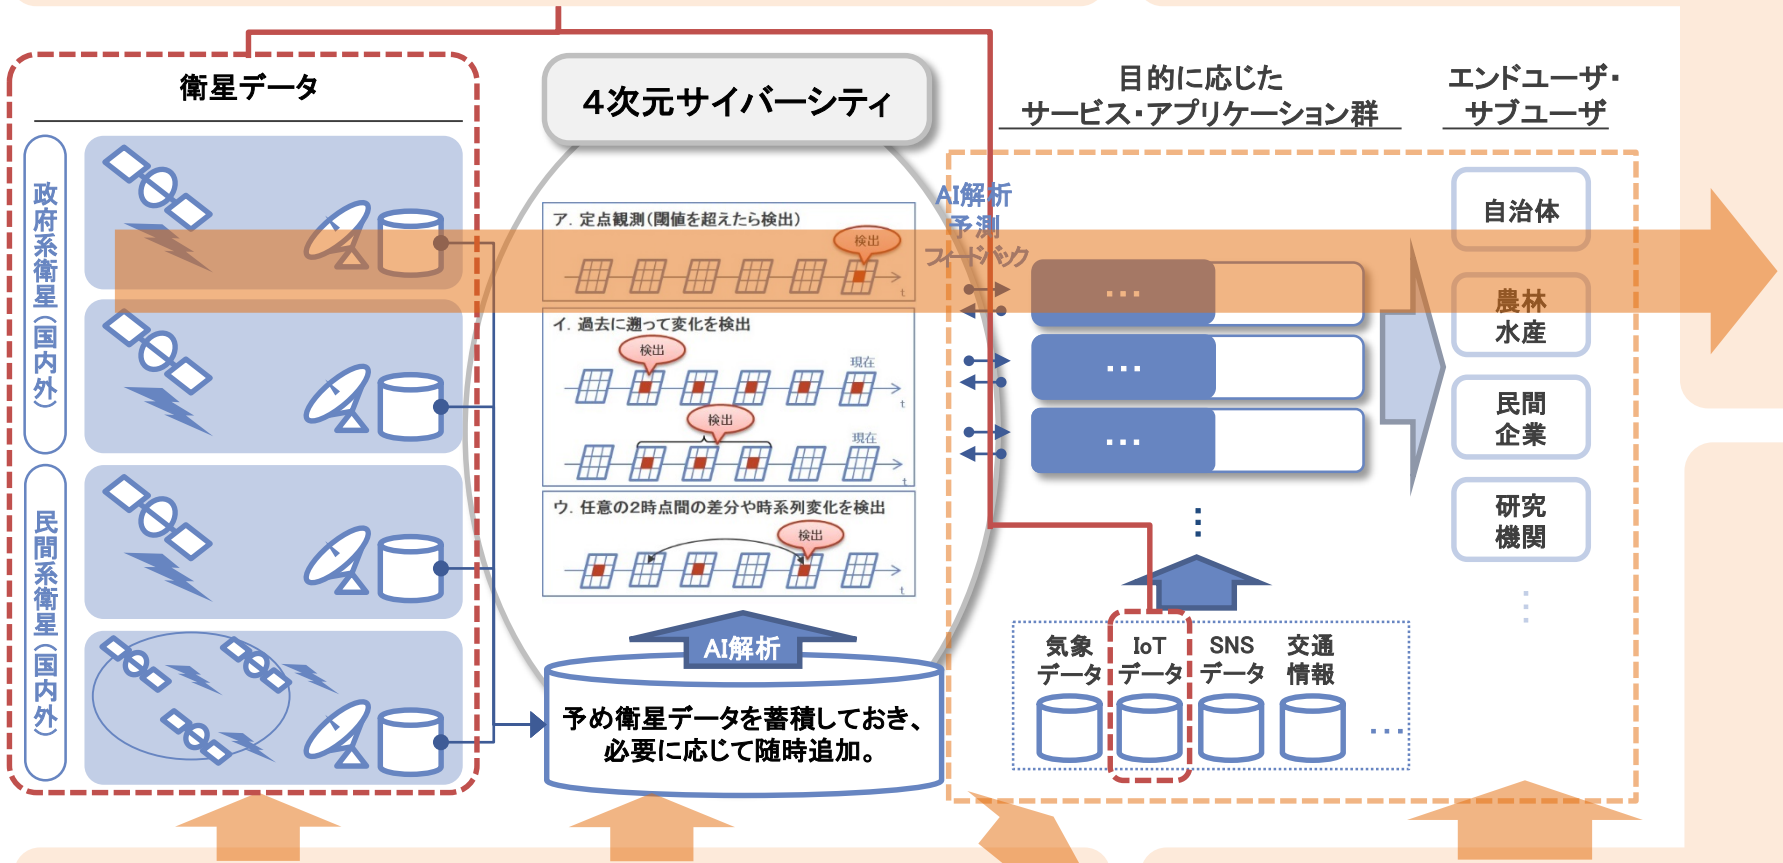 衛星データ
政府系衛星(国内外)
民間系衛星(国内外)
4次元サイバーシティ
ア. 定点観測(閾値を超えたら検出)
検出
t
イ. 過去に遡って変化を検出
検出
現在
t
検出
現在
t
ウ. 任意の2時点間の差分や時系列変化を検出
検出
t
AI解析
予め衛星データを蓄積しておき、
必要に応じて随時追加。
目的に応じた
サービス・アプリケーション群
AI解析
予測
フィードバック
...
...
...
気象
データ
IoT
データ
SNS
データ
交通
情報
...
エンドユーザ・
サブユーザ
自治体
農林
水産
民間
企業
研究
機関